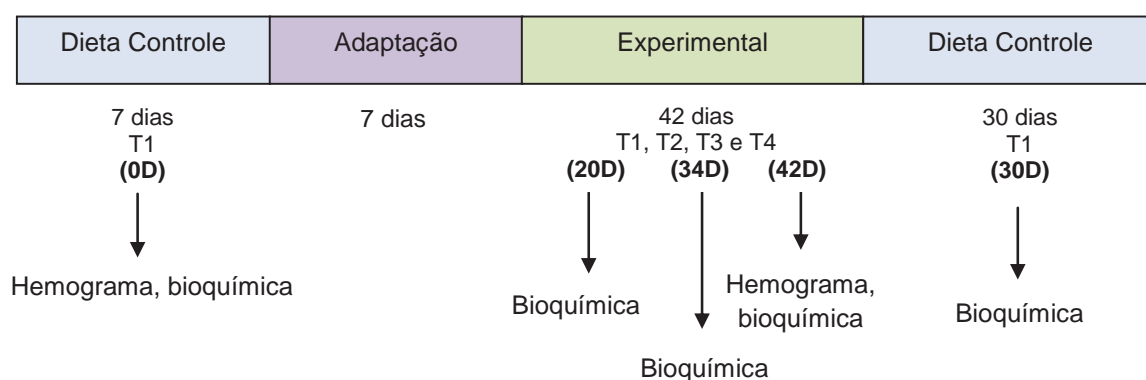 Dieta Controle
Adaptação
Experimental
Dieta Controle
7 dias
T1
(0D)
Hemograma, bioquímica
7 dias
42 dias
T1, T2, T3 e T4
(20D) (34D) (42D)
Bioquímica
Bioquímica
Hemograma,
bioquímica
30 dias
T1
(30D)
Bioquímica